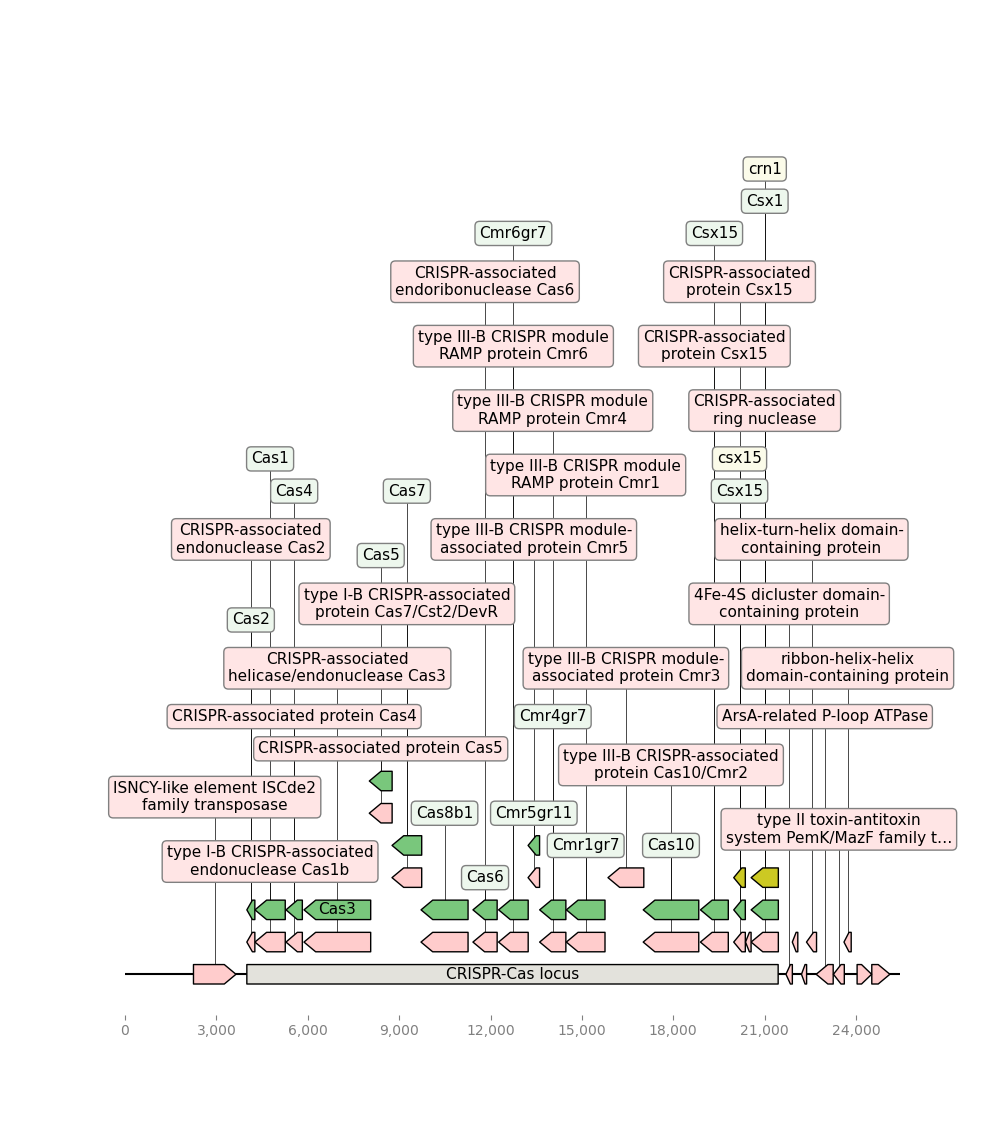 crn1
Csx1
Cmr6gr7
Csx15
CRISPR-associated
endoribonuclease Cas6
CRISPR-associated
protein Csx15
type III-B CRISPR module
RAMP protein Cmr6
CRISPR-associated
protein Csx15
type III-B CRISPR module
RAMP protein Cmr4
CRISPR-associated
ring nuclease
Cas1
type III-B CRISPR module
RAMP protein Cmr1
csx15
Cas4
Cas7
Csx15
CRISPR-associated
endonuclease Cas2
type III-B CRISPR module-
associated protein Cmr5
helix-turn-helix domain-
containing protein
Cas5
type I-B CRISPR-associated
protein Cas7/Cst2/DevR
4Fe-4S dicluster domain-
containing protein
Cas2
CRISPR-associated
helicase/endonuclease Cas3
type III-B CRISPR module-
associated protein Cmr3
ribbon-helix-helix
domain-containing protein
CRISPR-associated protein Cas4
Cmr4gr7
ArsA-related P-loop ATPase
CRISPR-associated protein Cas5
type III-B CRISPR-associated
protein Cas10/Cmr2
ISNCY-like element ISCde2
family transposase
Cas8b1
Cmr5gr11
type II toxin-antitoxin
system PemK/MazF family t...
type I-B CRISPR-associated
endonuclease Cas1b
Cmr1gr7
Cas10
Cas6
Cas3
CRISPR-Cas locus
0
3,000
6,000
9,000
12,000
15,000
18,000
21,000
24,000